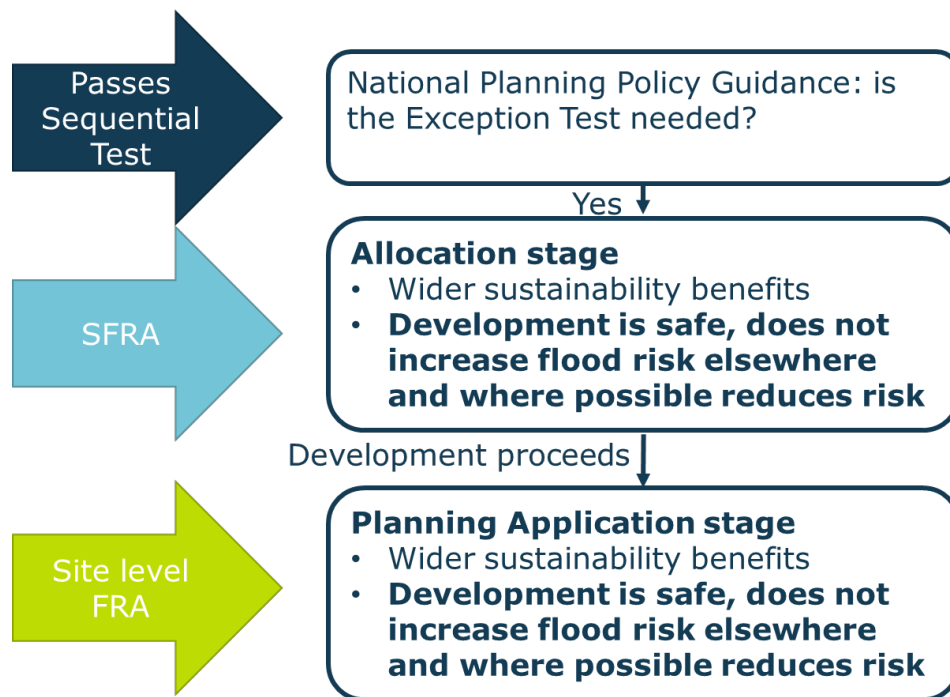 Passes
Sequential
Test
National Planning Policy Guidance: is
the Exception Test needed?
Yes
SFRA
Allocation stage
• Wider sustainability benefits
• Development is safe, does not
increase flood risk elsewhere
and where possible reduces risk
Development proceeds
Site level
FRA
Planning Application stage
• Wider sustainability benefits
• Development is safe, does not
increase flood risk elsewhere
and where possible reduces risk